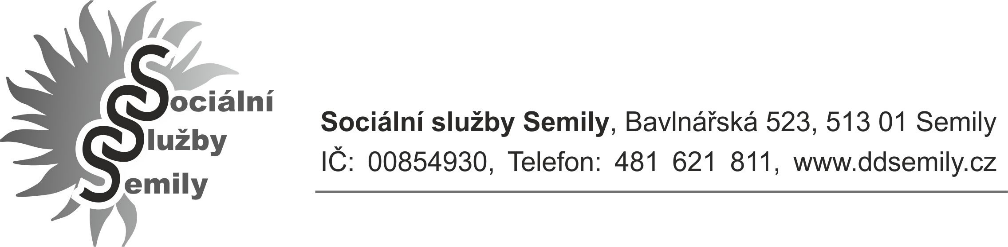 Sociální
Služby
Semily
Sociální služby Semily, Bavlnářská 523, 513 01 Semily
IČ: 00854930, Telefon: 481 621 811, www.ddsemily.cz